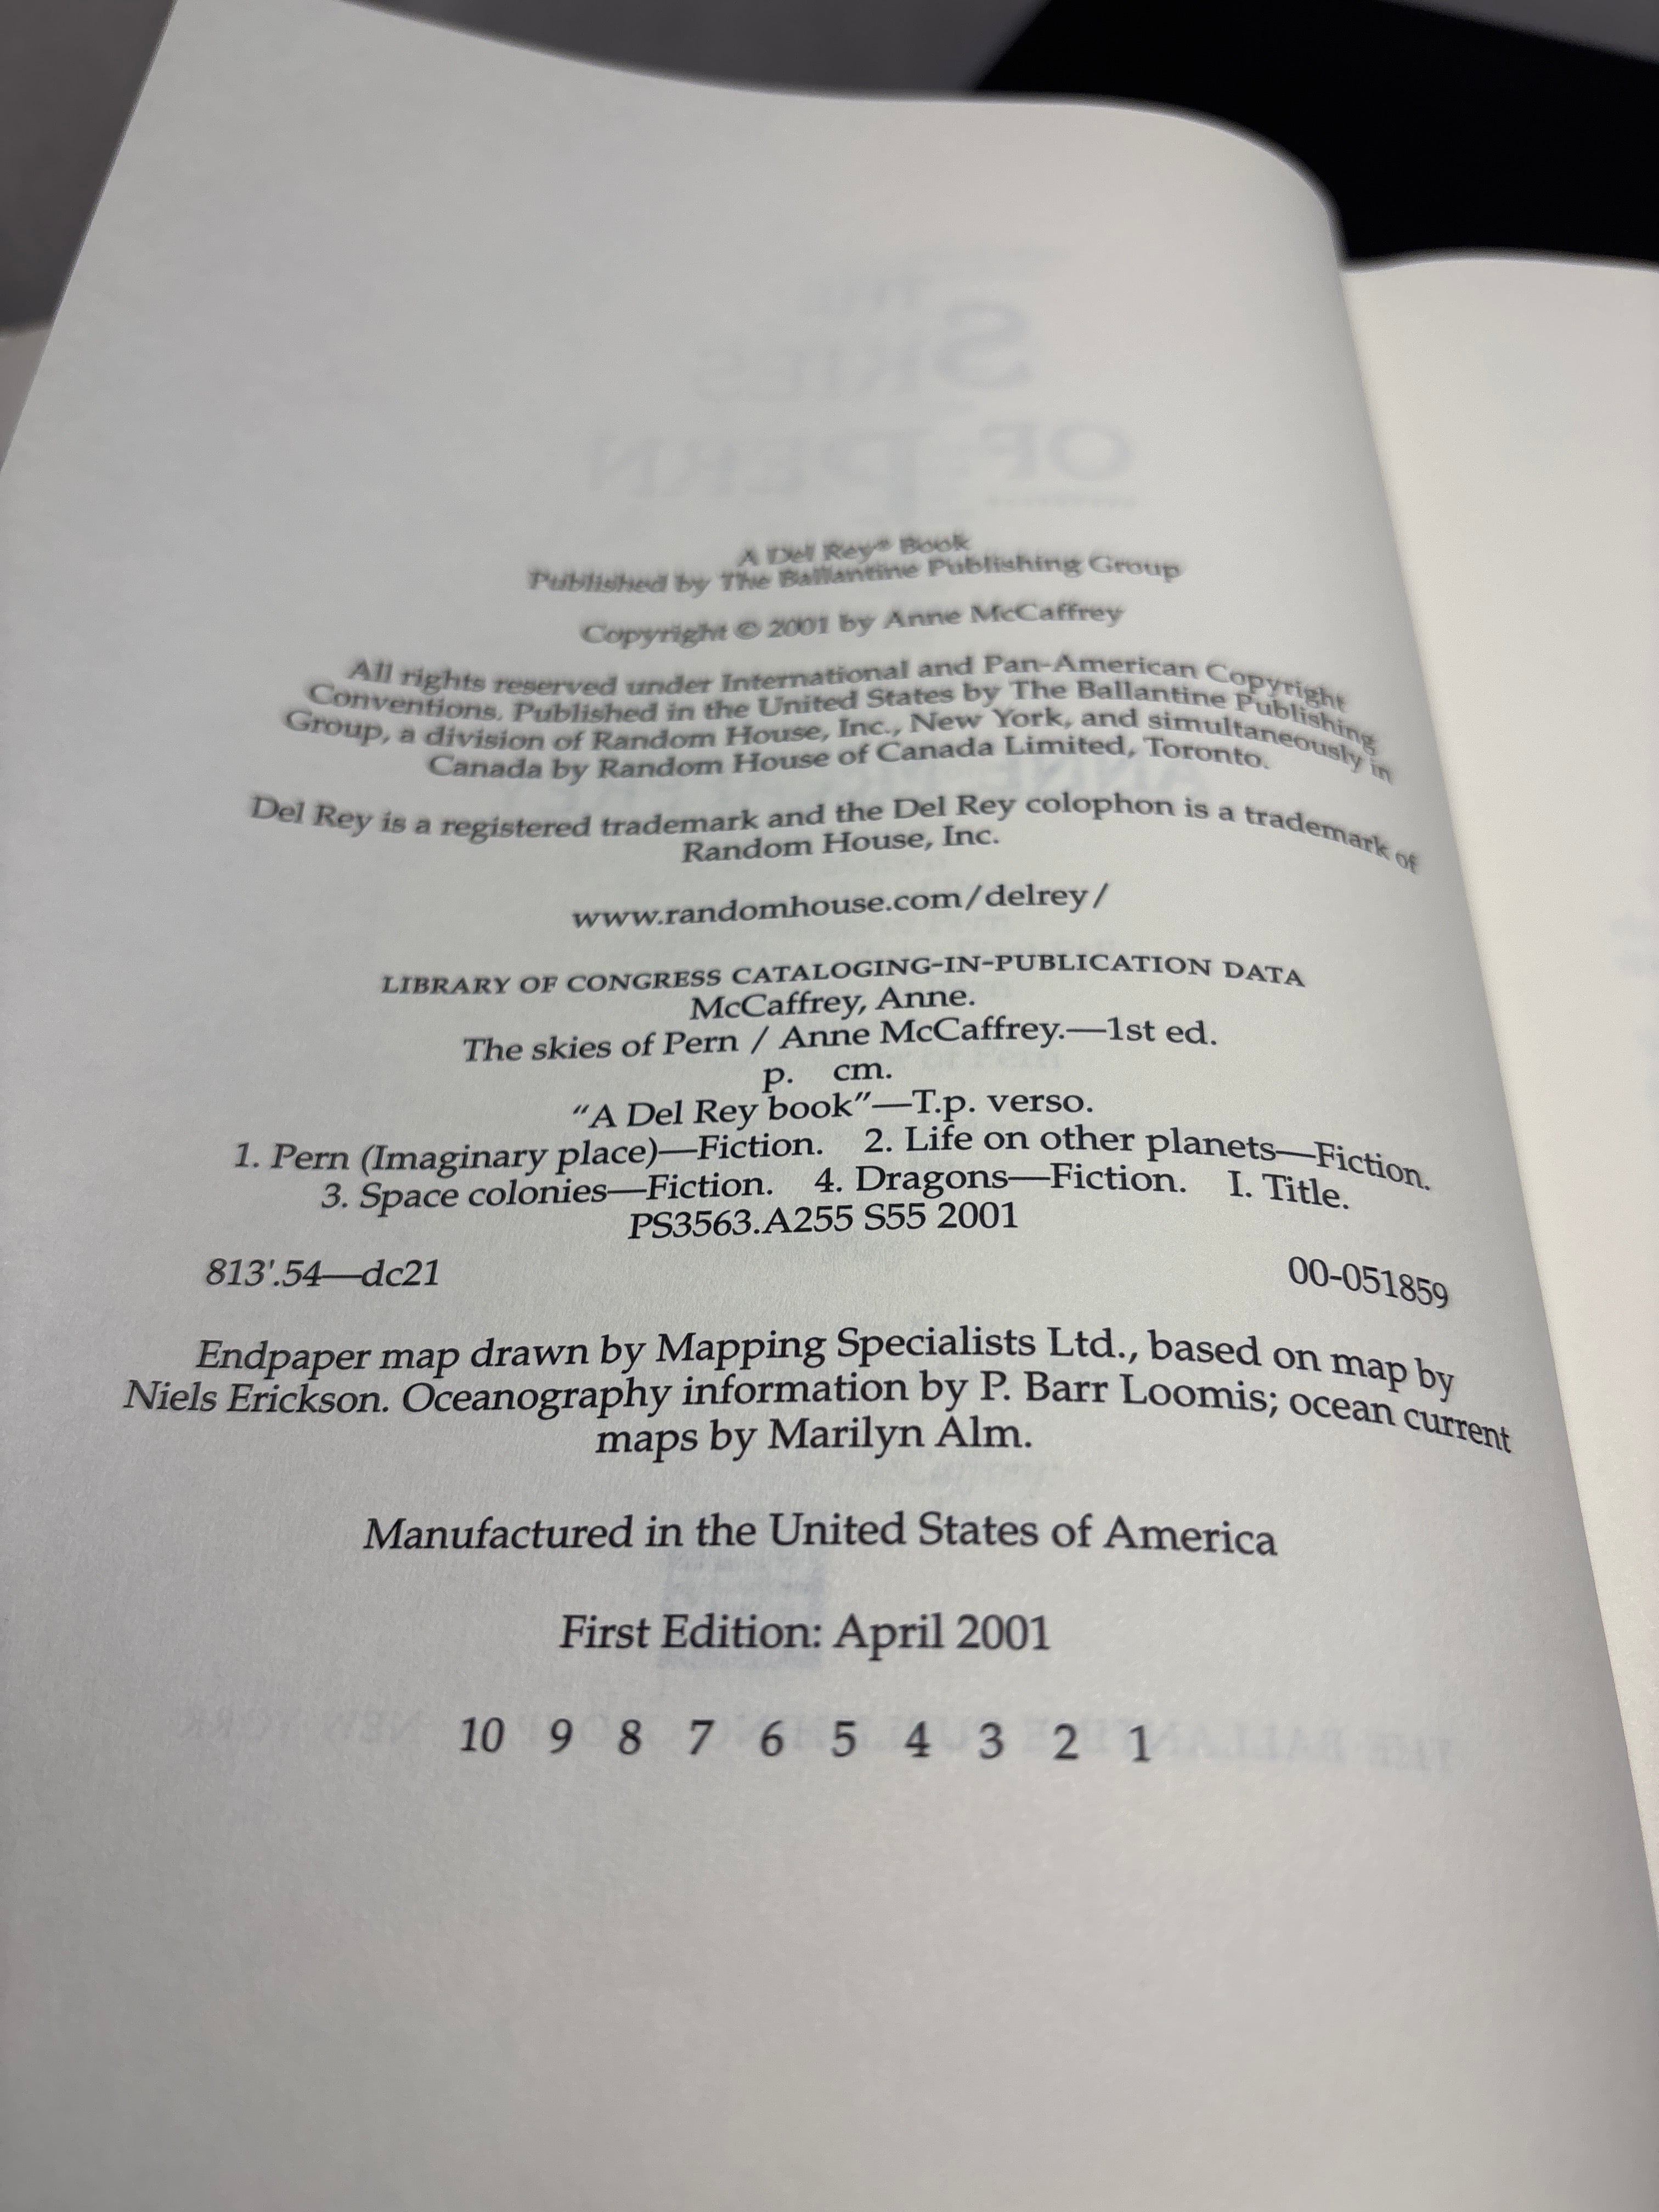 A Del Rey® Book
Published by The Ballantine Publishing Group
Copyright © 2001 by Anne McCaffrey
All rights reserved under International and Pan-American Copyright
Conventions. Published in the United States by The Ballantine Publishing
Group, a division of Random House, Inc., New York, and simultaneously in
Canada by Random House of Canada Limited, Toronto.
Del Rey is a registered trademark and the Del Rey colophon is a trademark of
Random House, Inc.
www.randomhouse.com/delrey/
LIBRARY OF CONGRESS CATALOGING-IN-PUBLICATION DATA
McCaffrey, Anne.
The skies of Pern / Anne McCaffrey.—1st ed.
p. cm.
"A Del Rey book"—T.p. verso.
1. Pern (Imaginary place)—Fiction. 2. Life on other planets—Fiction.
3. Space colonies—Fiction. 4. Dragons—Fiction. I. Title.
PS3563.A255 S55 2001
813'.54—dc21 00-051859
Endpaper map drawn by Mapping Specialists Ltd., based on map by
Niels Erickson. Oceanography information by P. Barr Loomis; ocean current
maps by Marilyn Alm.
Manufactured in the United States of America
First Edition: April 2001
10 9 8 7 6 5 4 3 2 1